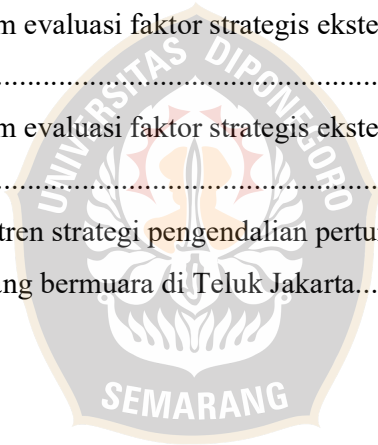 m evaluasi faktor strategis ekste
....................................................
m evaluasi faktor strategis ekste
....................................................
tren strategi pengendalian pertu
ng bermuara di Teluk Jakarta...
UNIVERSITAS DIPONEGORO
SEMARANG